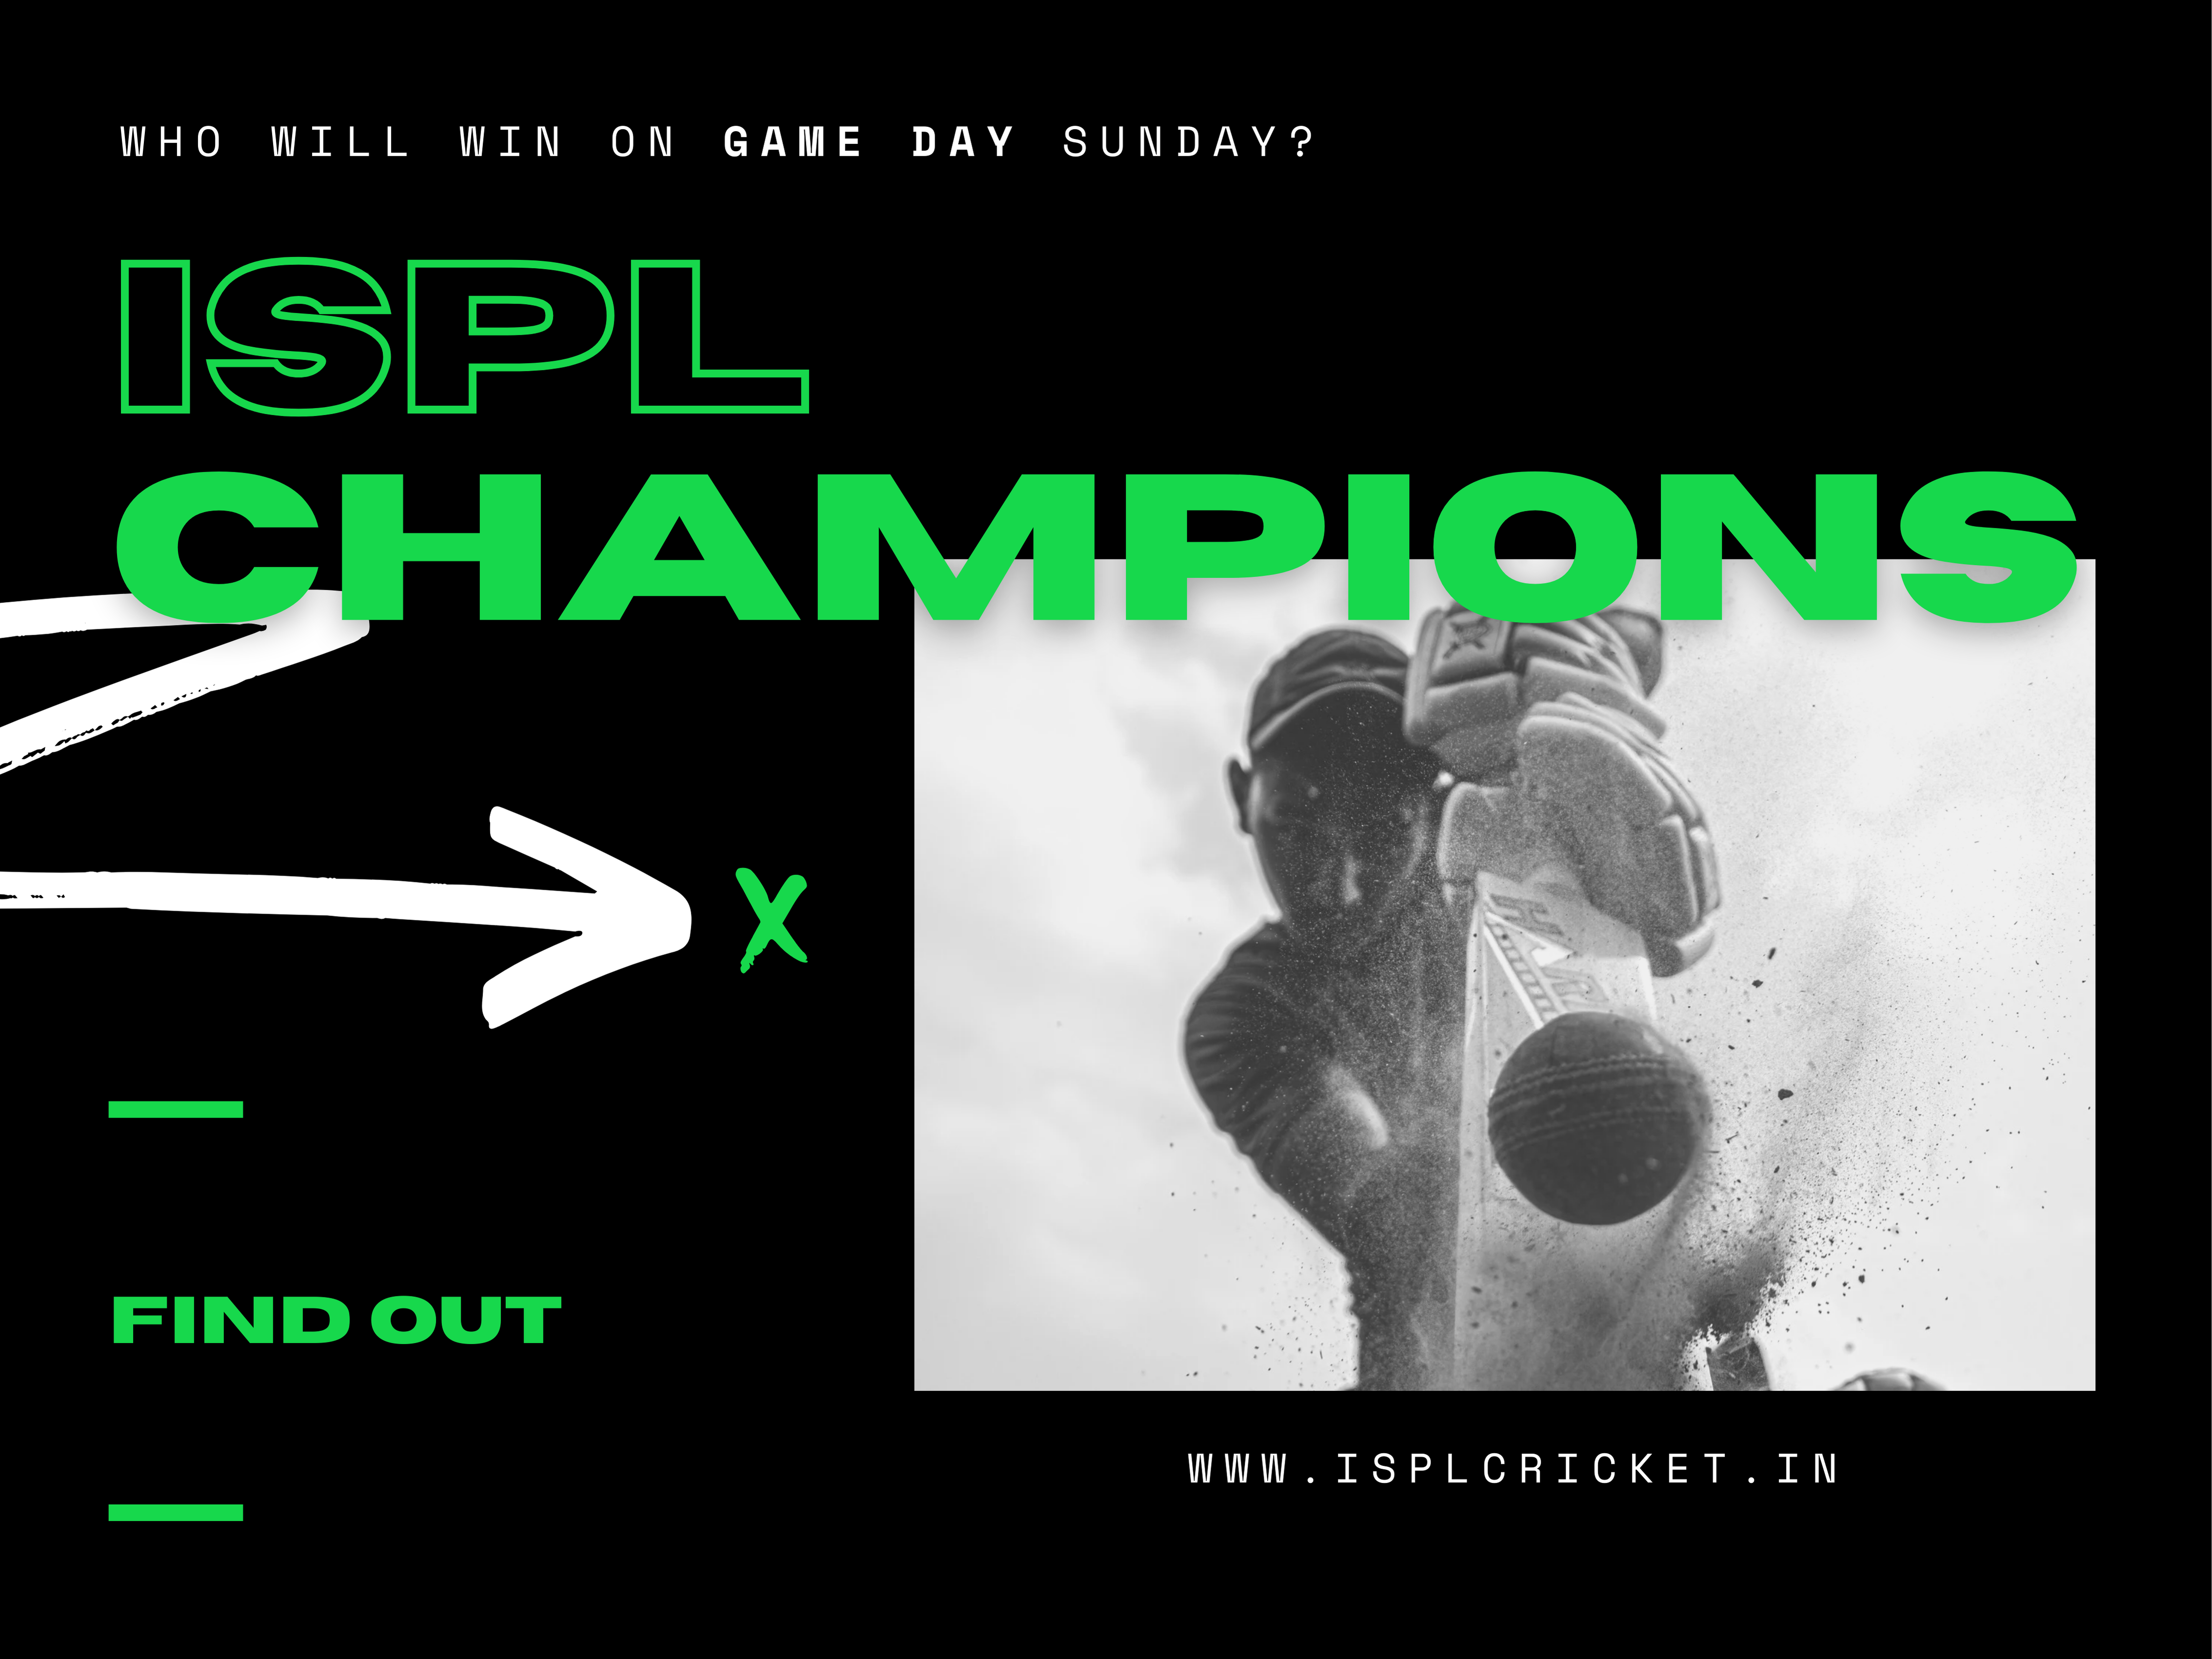 WHO WILL WIN ON GAME DAY SUNDAY?
ISPL
CHAMPIONS
X
FIND OUT
WWW.ISPLCRICKET.IN